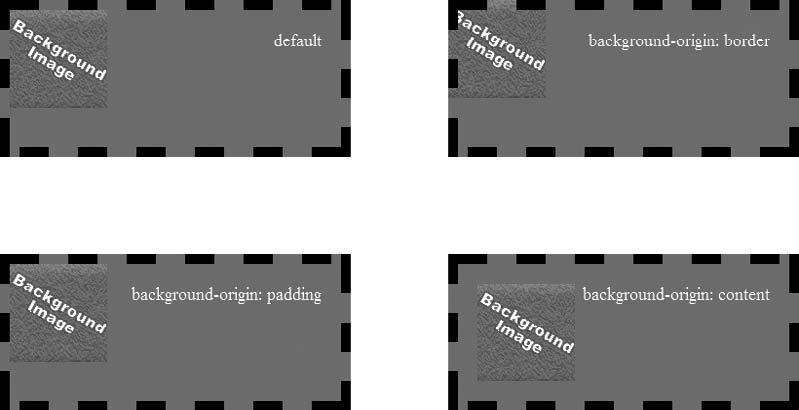 Background
Image
default
Background
Image
background-origin: border
Background
Image
background-origin: padding
Background
Image
background-origin: content